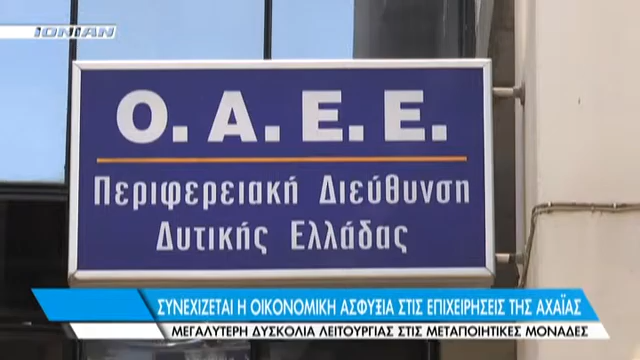 IONIAN
Ο.Α.Ε.Ε.
Περιφερειακή Διεύθυνση
Δυτικής Ελλάδας
ΣΥΝΕΧΙΖΕΤΑΙ Η ΟΙΚΟΝΟΜΙΚΗ ΑΣΦΥΞΙΑ ΣΤΙΣ ΕΠΙΧΕΙΡΗΣΕΙΣ ΤΗΣ ΑΧΑΪΑΣ
ΜΕΓΑΛΥΤΕΡΗ ΔΥΣΚΟΛΙΑ ΛΕΙΤΟΥΡΓΙΑΣ ΣΤΙΣ ΜΕΤΑΠΟΙΗΤΙΚΕΣ ΜΟΝΑΔΕΣ